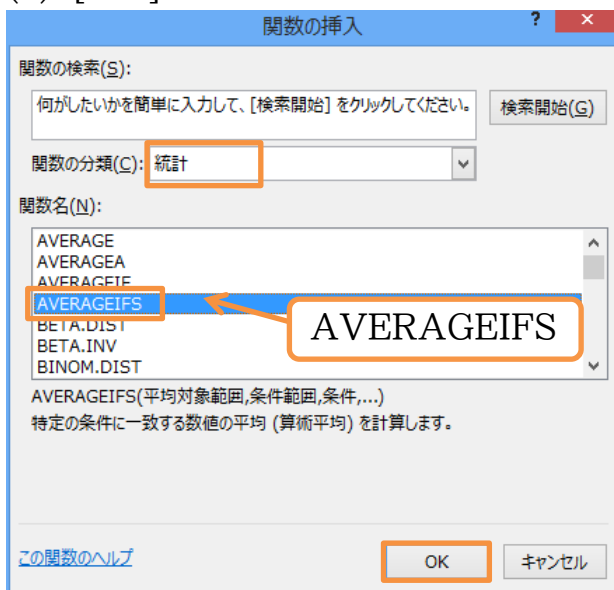 関数の挿入 ? ×
関数の検索(S):
何がしたいかを簡単に入力して、[検索開始] をクリックしてください。 検索開始(G)
関数の分類(C): 統計
関数名(N):
AVERAGE
AVERAGEA
AVERAGEIF
AVERAGEIFS
BETA.DIST
AVERAGEIFS
BETA.INV
BINOM.DIST
AVERAGEIFS(平均対象範囲,条件範囲,条件,...)
特定の条件に一致する数値の平均 (算術平均) を計算します。
この関数のヘルプ OK キャンセル